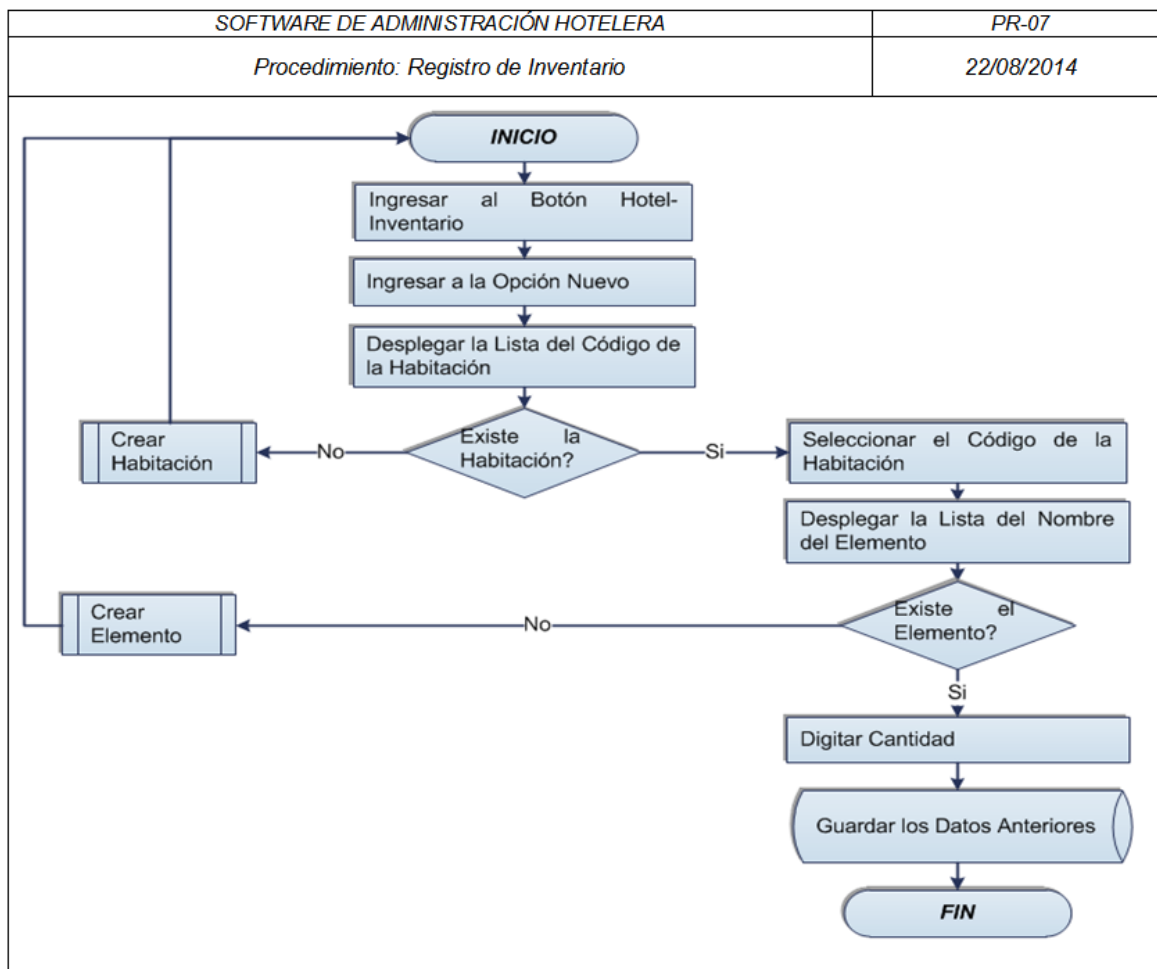 SOFTWARE DE ADMINISTRACIÓN HOTELERA
PR-07
Procedimiento: Registro de Inventario
22/08/2014
INICIO
Ingresar al Botón Hotel-
Inventario
Ingresar a la Opción Nuevo
Desplegar la Lista del Código de
la Habitación
Existe la
Habitación?
No
Crear
Habitación
Si
Seleccionar el Código de la
Habitación
Desplegar la Lista del Nombre
del Elemento
Existe el
Elemento?
No
Crear
Elemento
Si
Digitar Cantidad
Guardar los Datos Anteriores
FIN